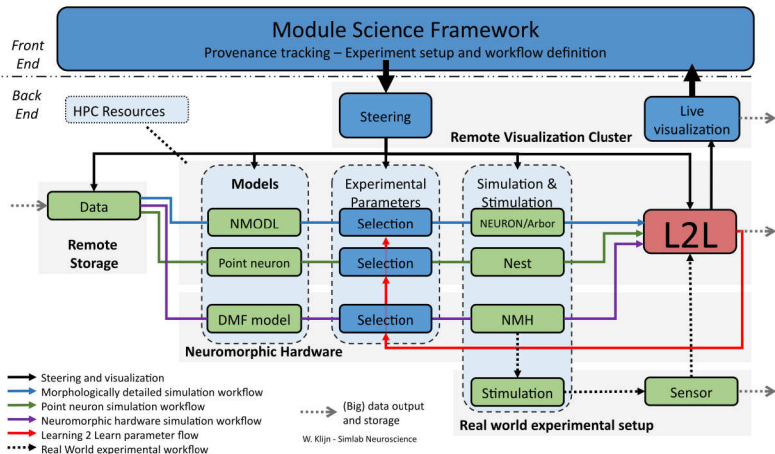 Module Science Framework
Provenance tracking – Experiment setup and workflow definition
Front
End
Back
End
HPC Resources
Steering
Live
visualization
Remote Visualization Cluster
Models
Experimental
Parameters
Simulation &
Stimulation
Data
NMODL
Selection
NEURON/Arbor
L2L
Remote
Storage
Point neuron
Selection
Nest
DMF model
Selection
NMH
Neuromorphic Hardware
Stimulation
Sensor
Real world experimental setup
Steering and visualization
Morphologically detailed simulation workflow
Point neuron simulation workflow
Neuromorphic hardware simulation workflow
Learning 2 Learn parameter flow
Real World experimental workflow
(Big) data output
and storage
W. Klijn - Simlab Neuroscience